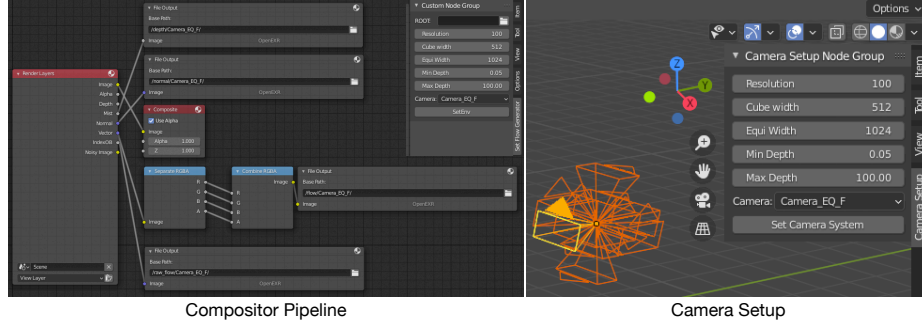 File Output
Base Path:
/depth/Camera_EQ_F/
Image OpenEXR
File Output
Base Path:
/normal/Camera_EQ_F/
Image OpenEXR
Render Layers
Image
Alpha
Depth
Mist
Normal
Vector
IndexOB
Noisy Image
Scene
View Layer
Composite
Use Alpha
Image
Alpha 1.000
Z 1.000
Separate RGBA
R
G
B
A
Image
Combine RGBA
Image
R
G
B
A
File Output
Base Path:
/flow/Camera_EQ_F/
Image OpenEXR
File Output
Base Path:
/raw_flow/Camera_EQ_F/
Image OpenEXR
Custom Node Group
ROOT:
Resolution 100
Cube width 512
Equi Width 1024
Min Depth 0.05
Max Depth 100.00
Camera: Camera_EQ_F
SetEnv
Item
Tool
View
Options
Set Flow Generator
Compositor Pipeline
Options
Z
Y
X
Camera Setup Node Group
Resolution 100
Cube width 512
Equi Width 1024
Min Depth 0.05
Max Depth 100.00
Camera: Camera_EQ_F
Set Camera System
Item
Tool
View
Camera Setup
Camera Setup